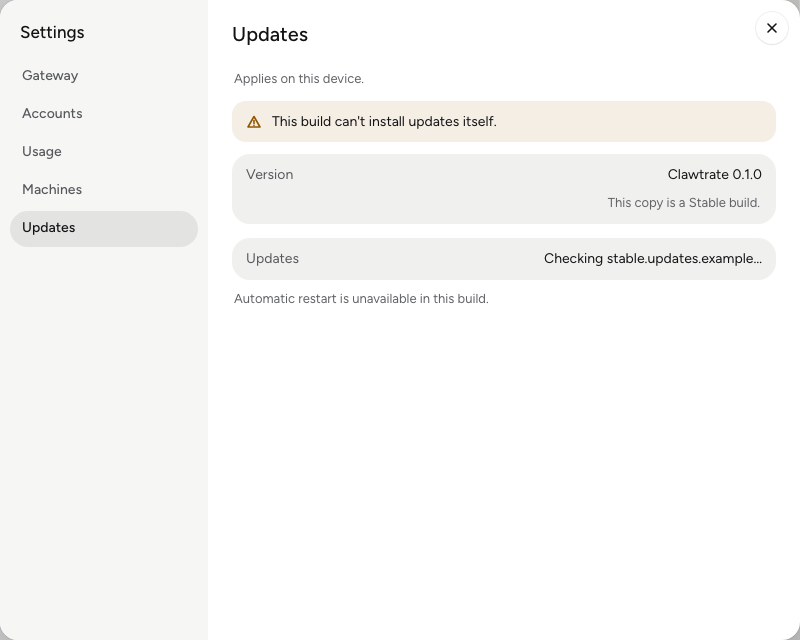 Settings
Gateway
Accounts
Usage
Machines
Updates
Updates
Applies on this device.
This build can't install updates itself.
Version
Clawtrate 0.1.0
This copy is a Stable build.
Updates
Checking stable.updates.example…
Automatic restart is unavailable in this build.